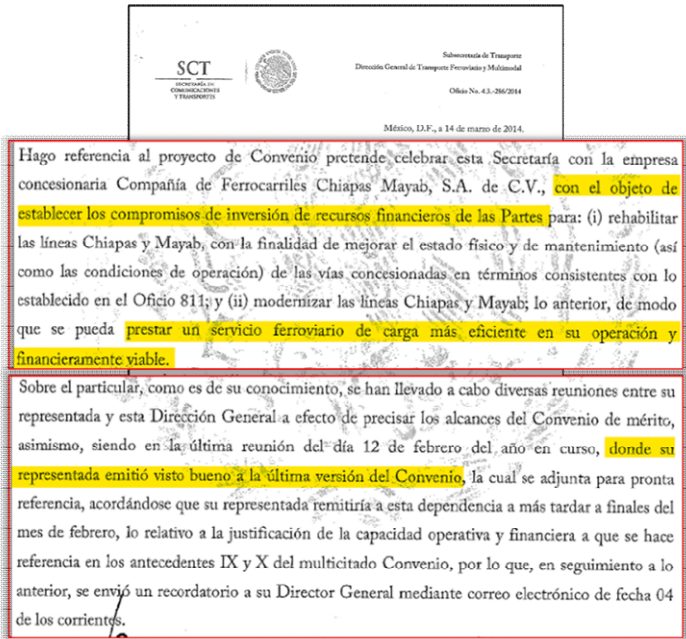 SCT
SECRETARÍA DE
COMUNICACIONES
Y TRANSPORTES
Subsecretaría de Transporte
Dirección General de Transporte Ferroviario y Multimodal
Oficio No. 4.3.-286/2014
México, D.F., a 14 de marzo de 2014.
Hago referencia al proyecto de Convenio pretende celebrar esta Secretaría con la empresa
concesionaria Compañía de Ferrocarriles Chiapas Mayab, S.A. de C.V., con el objeto de
establecer los compromisos de inversión de recursos financieros de las Partes para: (i) rehabilitar
las líneas Chiapas y Mayab, con la finalidad de mejorar el estado físico y de mantenimiento (así
como las condiciones de operación) de las vías concesionadas en términos consistentes con lo
establecido en el Oficio 811; y (ii) modernizar las líneas Chiapas y Mayab; lo anterior, de modo
que se pueda prestar un servicio ferroviario de carga más eficiente en su operación y
financieramente viable.
Sobre el particular, como es de su conocimiento, se han llevado a cabo diversas reuniones entre su
representada y esta Dirección General a efecto de precisar los alcances del Convenio de mérito,
asimismo, siendo en la última reunión del día 12 de febrero del año en curso, donde su
representada emitió visto bueno a la última versión del Convenio, la cual se adjunta para pronta
referencia, acordándose que su representada remitiría a esta dependencia a más tardar a finales del
mes de febrero, lo relativo a la justificación de la capacidad operativa y financiera a que se hace
referencia en los antecedentes IX y X del multicitado Convenio, por lo que, en seguimiento a lo
anterior, se envió un recordatorio a su Director General mediante correo electrónico de fecha 04
de los corrientes.